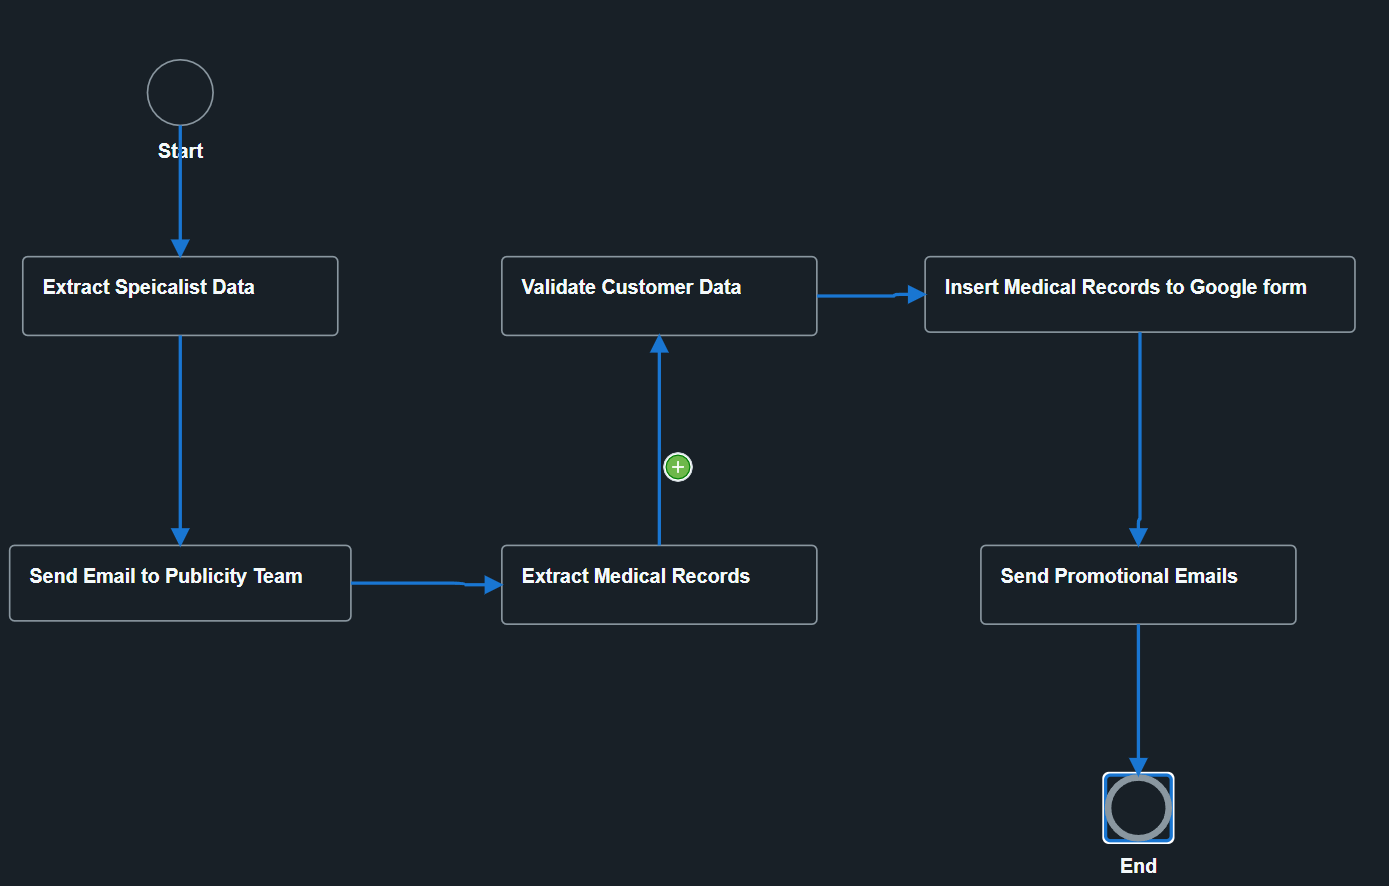 Start
Extract Speicalist Data
Validate Customer Data
Insert Medical Records to Google form
Send Email to Publicity Team
Extract Medical Records
Send Promotional Emails
End